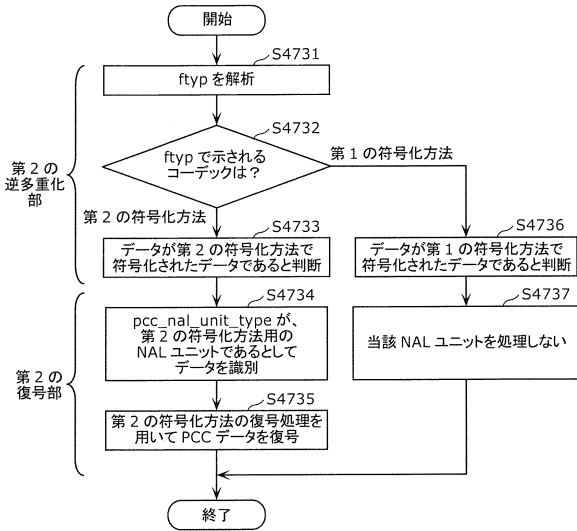 開始
S4731
ftyp を解析
S4732
ftyp で示される
コーデックは？
第１の符号化方法
第２の
逆多重化
部
第２の符号化方法
S4733
データが第２の符号化方法で
符号化されたデータであると判断
S4736
データが第１の符号化方法で
符号化されたデータであると判断
S4734
pcc_nal_unit_type が、
第２の符号化方法用の
NAL ユニットであるとして
データを識別
S4737
当該 NAL ユニットを処理しない
第２の
復号部
S4735
第２の符号化方法の復号処理を
用いて PCC データを復号
終了